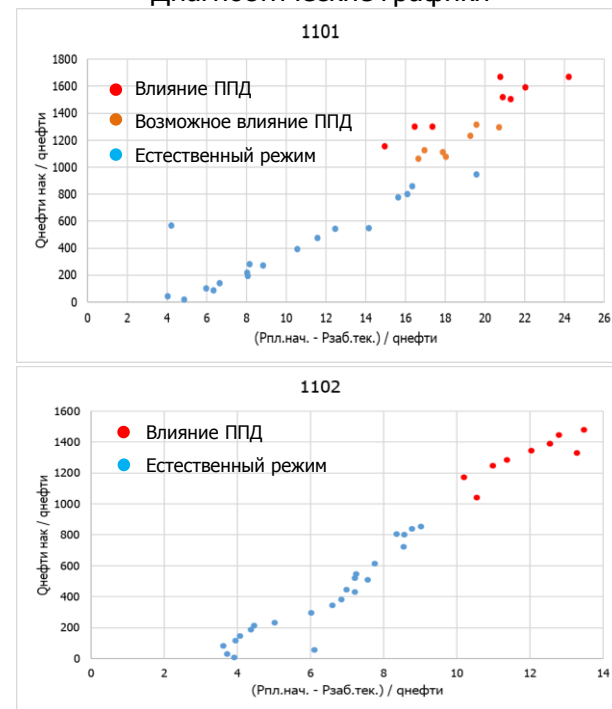 Диагностические графики
1101
1800
1600
1400
1200
1000
800
600
400
200
0
Влияние ППД
Возможное влияние ППД
Естественный режим
Qнефти нак / qнефти
0 2 4 6 8 10 12 14 16 18 20 22 24 26
(Рпл.нач. - Рзаб.тек.) / qнефти
1102
1600
1400
1200
1000
800
600
400
200
0
Влияние ППД
Естественный режим
Qнефти нак / qнефти
0 2 4 6 8 10 12 14
(Рпл.нач. - Рзаб.тек.) / qнефти